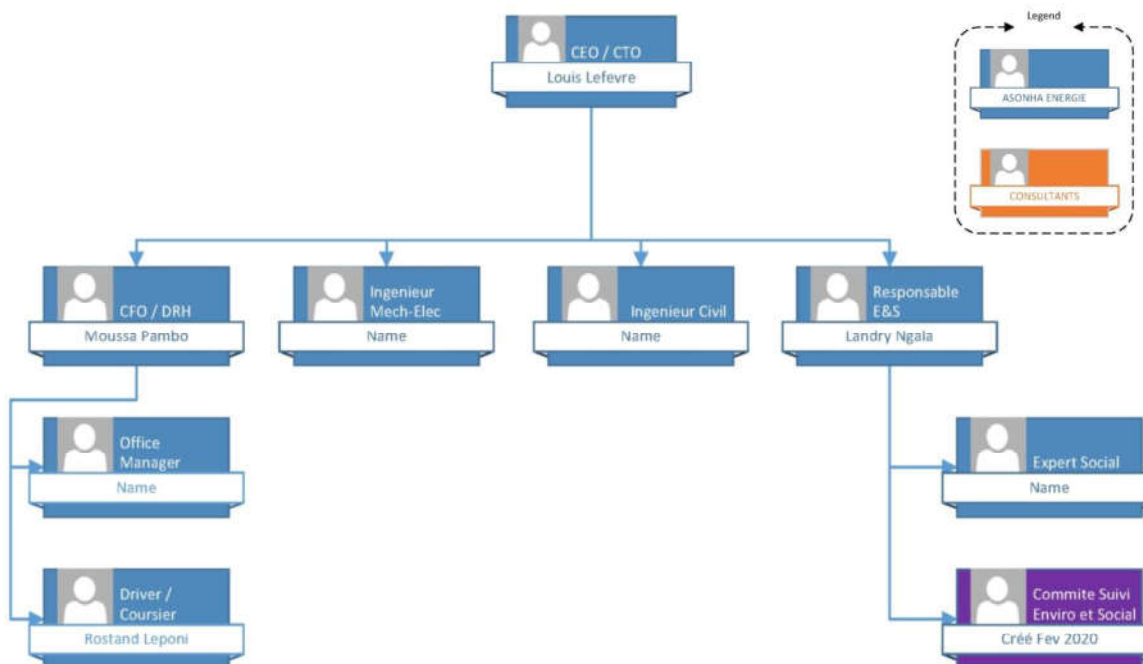 Legend
CEO / CTO
Louis Lefevre
ASONHA ENERGIE
CONSULTANTS
CFO / DRH
Moussa Pambo
Ingenieur
Mech-Elec
Name
Ingenieur Civil
Name
Responsable
E&S
Landry Ngala
Office
Manager
Name
Expert Social
Name
Driver /
Coursier
Rostand Leponi
Commite Suivi
Enviro et Social
Créé Fev 2020